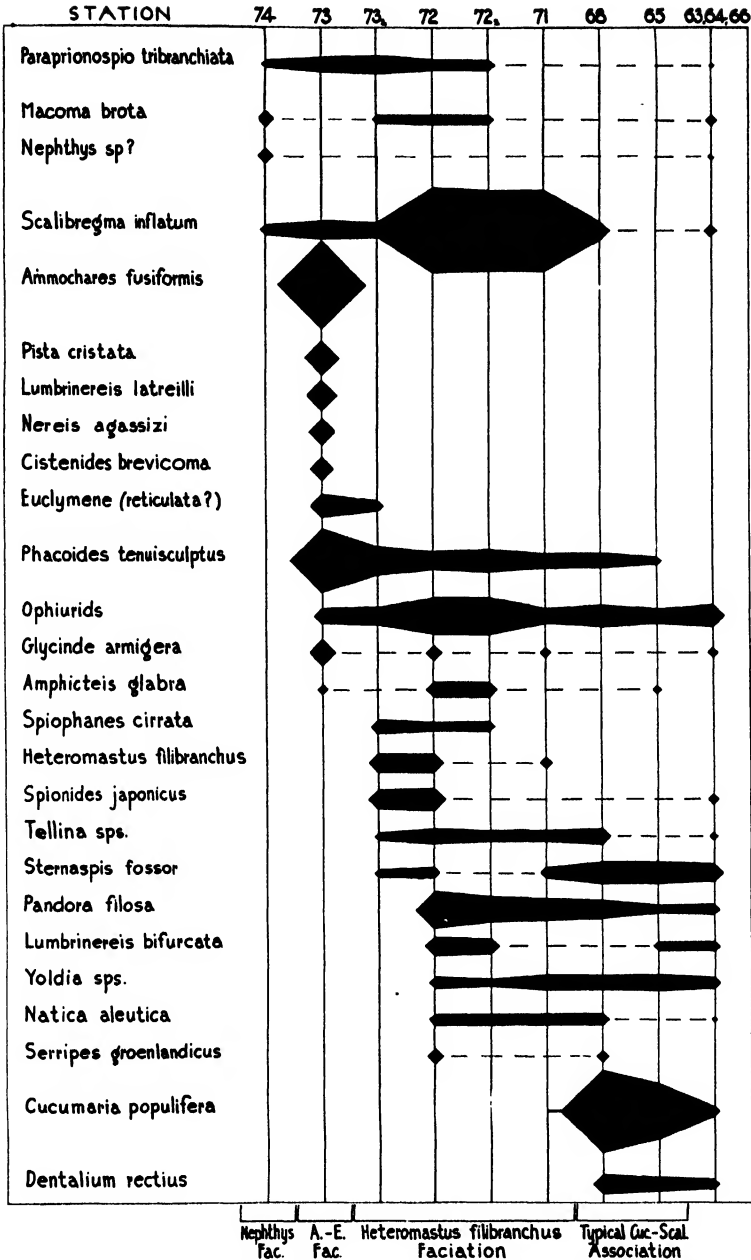 STATION 74 73 73a 72 72a 71 68 65 63,64,66
Paraprionospio tribranchiata
Macoma brota
Nephthys sp?
Scalibregma inflatum
Ammochares fusiformis
Pista cristata
Lumbrinereis latreilli
Nereis agassizi
Cistenides brevicoma
Euclymene (reticulata?)
Phacoides tenuisculptus
Ophiurids
Glycinde armigera
Amphicteis glabra
Spiophanes cirrata
Heteromastus filibranchus
Spionides japonicus
Tellina sps.
Sternaspis fossor
Pandora filosa
Lumbrinereis bifurcata
Yoldia sps.
Natica aleutica
Serripes groenlandicus
Cucumaria populifera
Dentalium rectius
Nephthys Fac.
A.-E. Fac.
Heteromastus filibranchus Faciation
Typical Cuc-Scal. Association